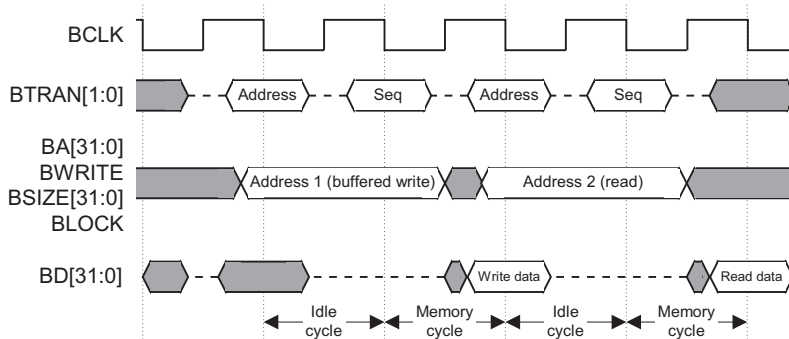 BCLK
BTRAN[1:0]
Address
Seq
Address
Seq
BA[31:0]
BWRITE
BSIZE[31:0]
BLOCK
Address 1 (buffered write)
Address 2 (read)
BD[31:0]
Write data
Read data
Idle
cycle
Memory
cycle
Idle
cycle
Memory
cycle